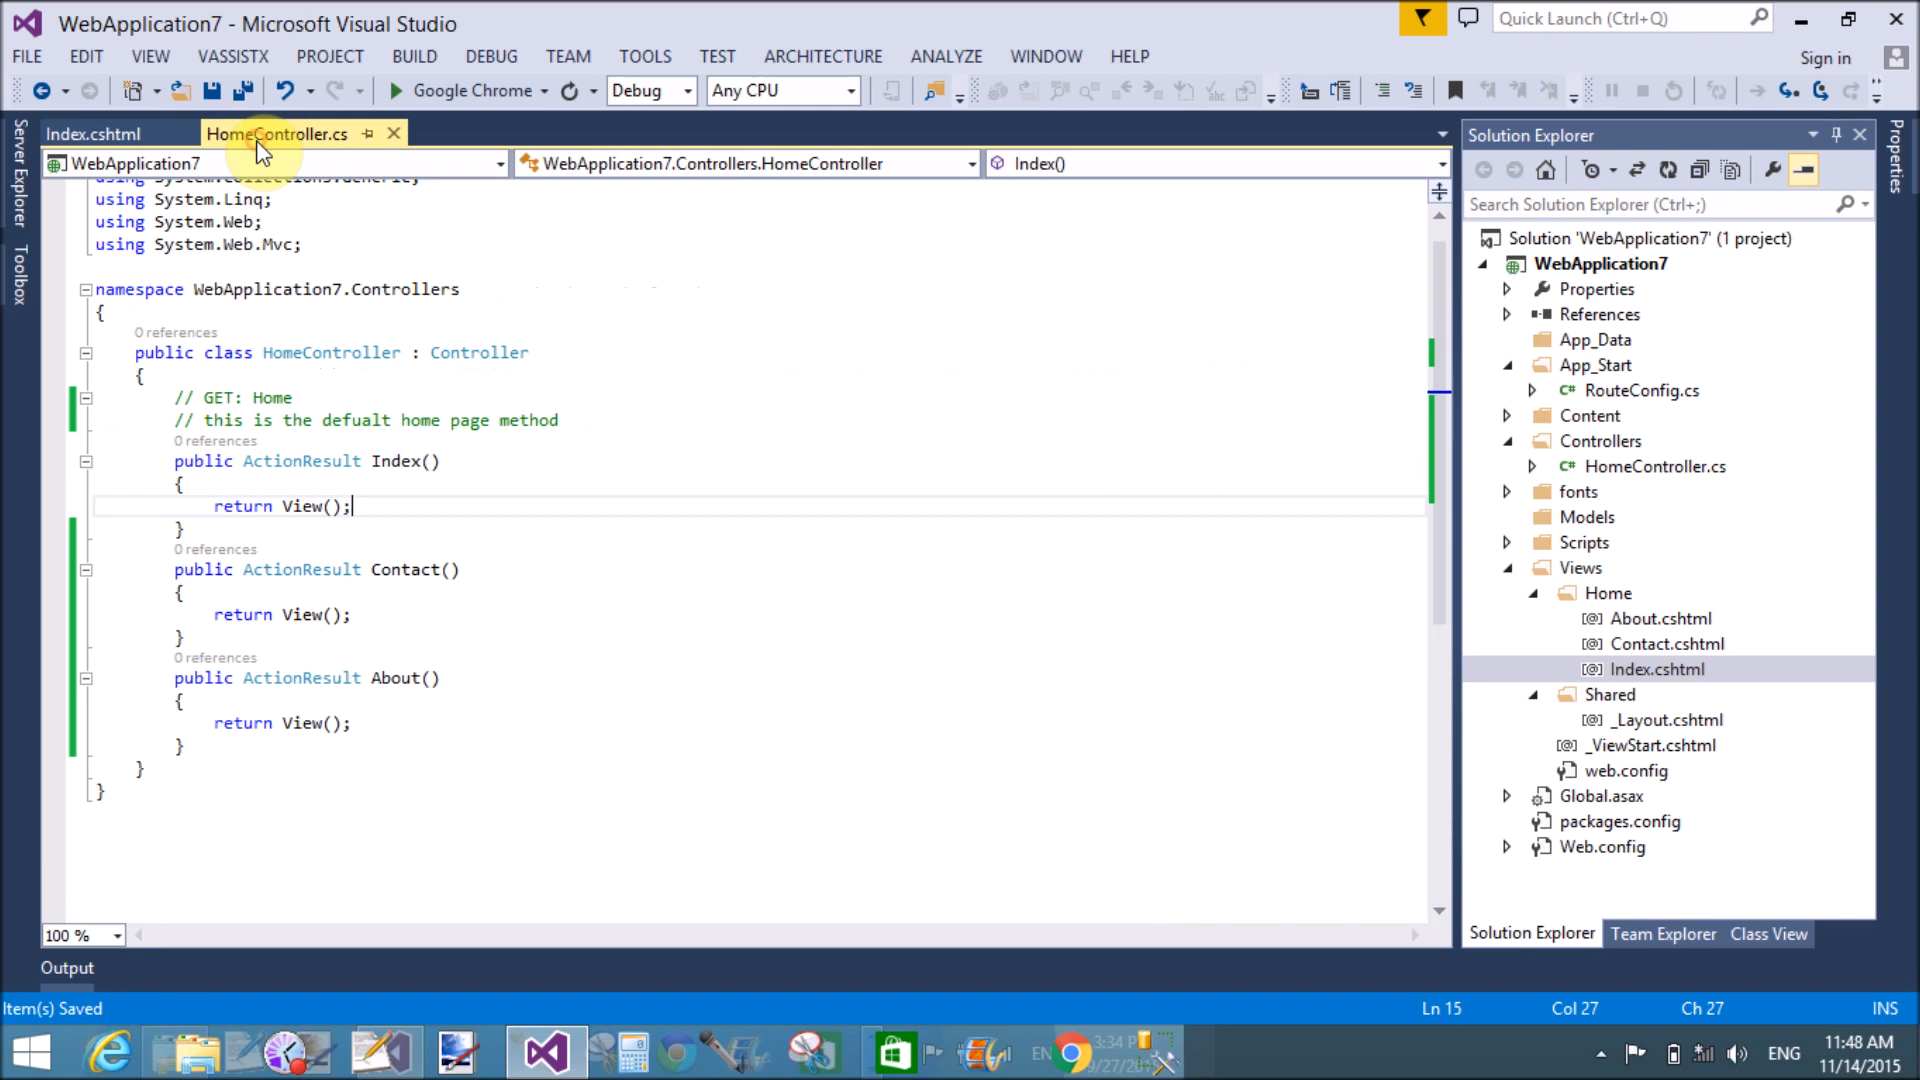 WebApplication7 - Microsoft Visual Studio
Quick Launch (Ctrl+Q)
FILE EDIT VIEW VASSISTX PROJECT BUILD DEBUG TEAM TOOLS TEST ARCHITECTURE ANALYZE WINDOW HELP
Sign in
Google Chrome Debug Any CPU
Server Explorer
Toolbox
Index.cshtml HomeController.cs
WebApplication7 WebApplication7.Controllers.HomeController Index()
using System.Collections.Generic;
using System.Linq;
using System.Web;
using System.Web.Mvc;
namespace WebApplication7.Controllers
{
0 references
public class HomeController : Controller
{
// GET: Home
// this is the defualt home page method
0 references
public ActionResult Index()
{
return View();
}
0 references
public ActionResult Contact()
{
return View();
}
0 references
public ActionResult About()
{
return View();
}
}
}
100 %
Solution Explorer
Search Solution Explorer (Ctrl+;)
Solution 'WebApplication7' (1 project)
WebApplication7
Properties
References
App_Data
App_Start
C# RouteConfig.cs
Content
Controllers
C# HomeController.cs
fonts
Models
Scripts
Views
Home
[@] About.cshtml
[@] Contact.cshtml
[@] Index.cshtml
Shared
[@] _Layout.cshtml
[@] _ViewStart.cshtml
web.config
Global.asax
packages.config
Web.config
Solution Explorer Team Explorer Class View
Properties
Output
Item(s) Saved
Ln 15 Col 27 Ch 27 INS
EN
3:34 P
ENG
11:48 AM
11/14/2015